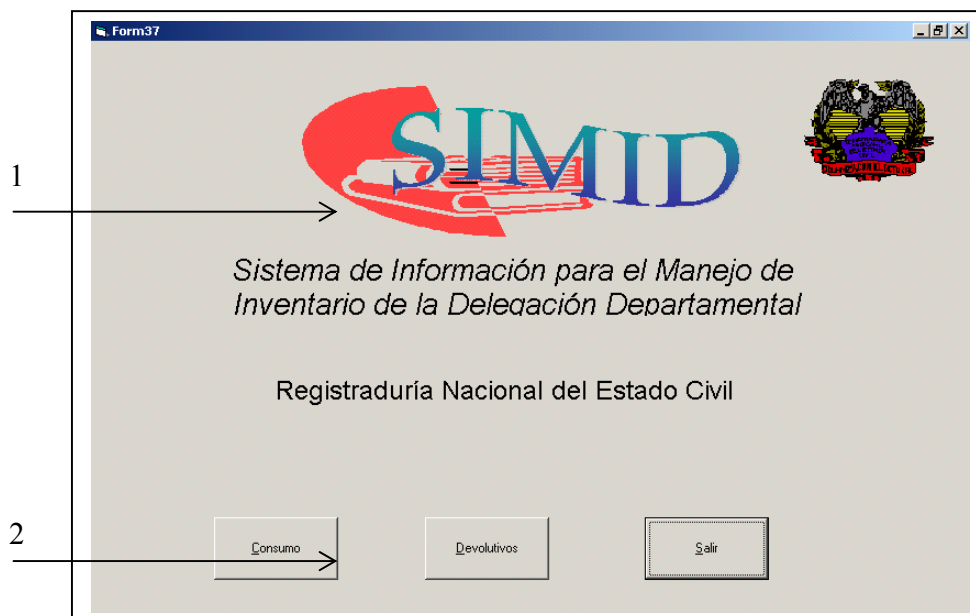 Form37
SIMID
1
Sistema de Información para el Manejo de
Inventario de la Delegación Departamental
Registraduría Nacional del Estado Civil
2
Consumo
Devolutivos
Salir